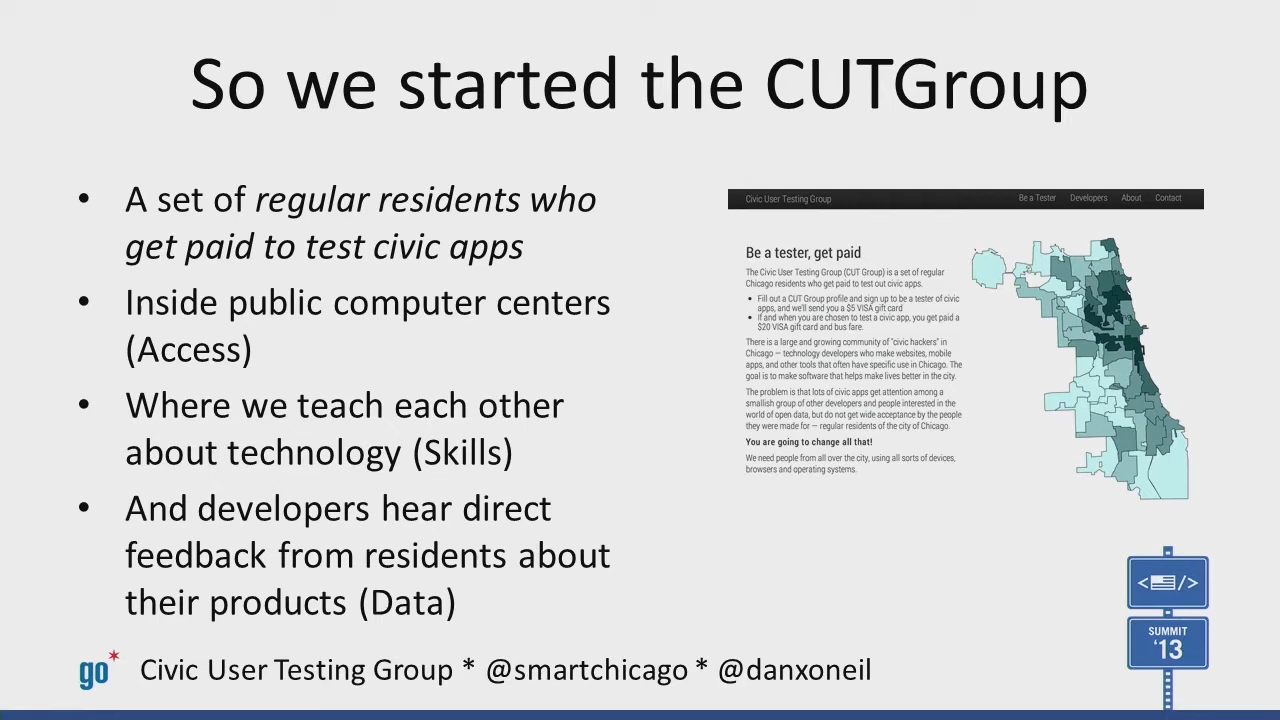 So we started the CUTGroup
• A set of regular residents who
get paid to test civic apps
• Inside public computer centers
(Access)
• Where we teach each other
about technology (Skills)
• And developers hear direct
feedback from residents about
their products (Data)
Civic User Testing Group Be a Tester Developers About Contact
Be a tester, get paid
The Civic User Testing Group (CUT Group) is a set of regular
Chicago residents who get paid to test out civic apps.
• Fill out a CUT Group profile and sign up to be a tester of civic
apps, and we'll send you a $5 VISA gift card
• If and when you are chosen to test a civic app, you get paid a
$20 VISA gift card and bus fare.
There is a large and growing community of "civic hackers" in
Chicago — technology developers who make websites, mobile
apps, and other tools that often have specific use in Chicago. The
goal is to make software that helps make lives better in the city.
The problem is that lots of civic apps get attention among a
smallish group of other developers and people interested in the
world of open data, but do not get wide acceptance by the people
they were made for — regular residents of the city of Chicago.
You are going to change all that!
We need people from all over the city, using all sorts of devices,
browsers and operating systems.
< />
SUMMIT
'13
go*
Civic User Testing Group * @smartchicago * @danxoneil